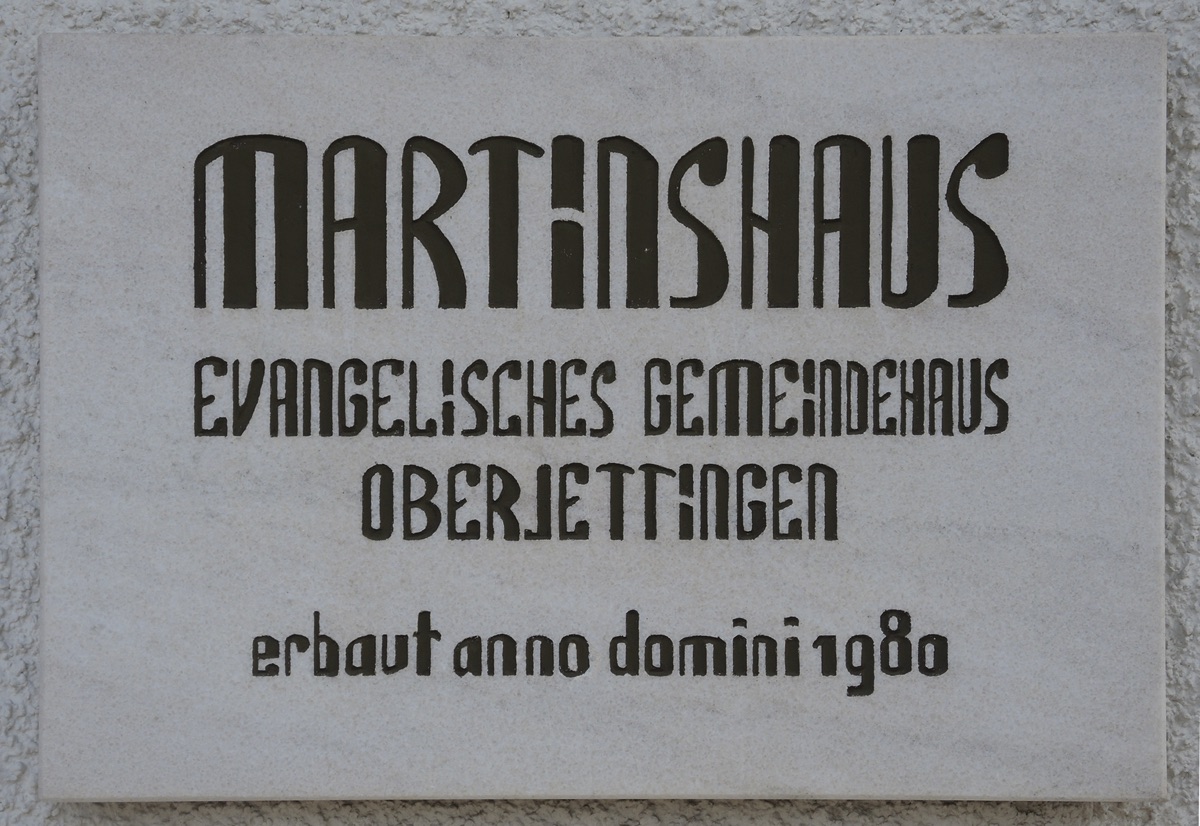 MARTINSHAUS
EVANGELISCHES GEMEINDEHAUS
OBERJETTINGEN
erbaut anno domini 1980